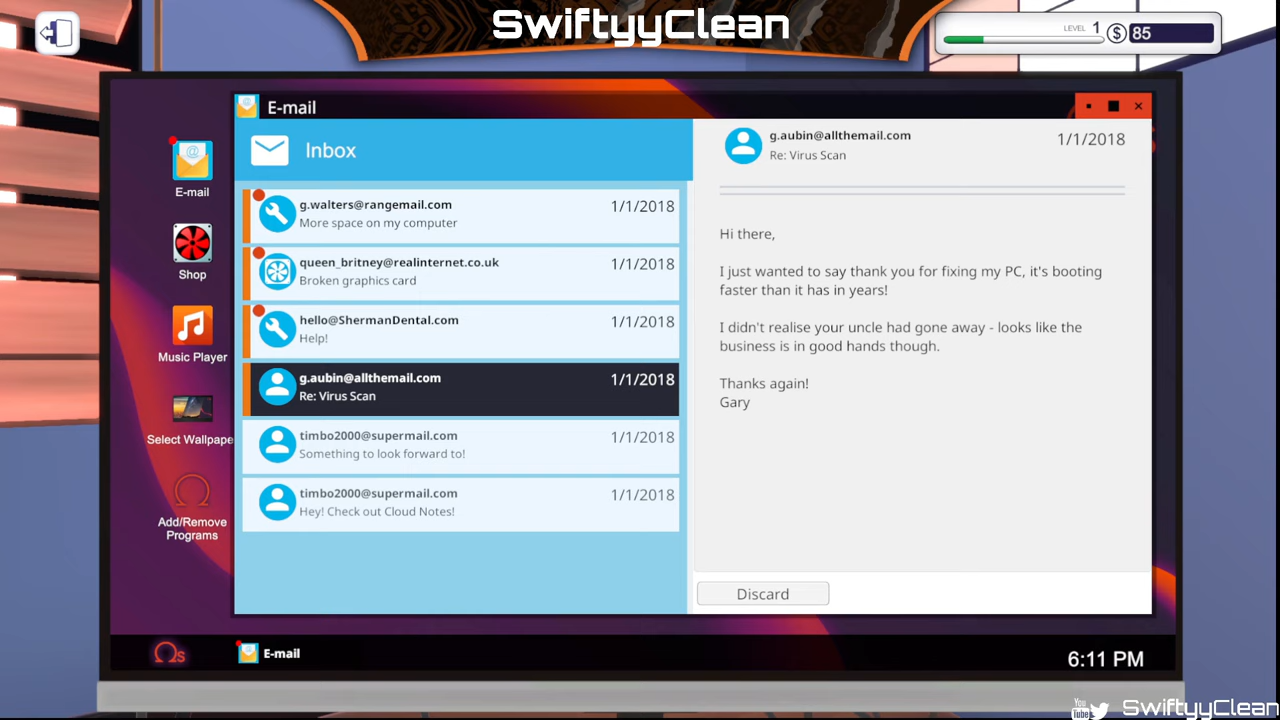 SwiftyyClean
LEVEL 1
$ 85
E-mail
Inbox
g.walters@rangemail.com 1/1/2018
More space on my computer
queen_britney@realinternet.co.uk 1/1/2018
Broken graphics card
hello@ShermanDental.com 1/1/2018
Help!
g.aubin@allthemail.com 1/1/2018
Re: Virus Scan
timbo2000@supermail.com 1/1/2018
Something to look forward to!
timbo2000@supermail.com 1/1/2018
Hey! Check out Cloud Notes!
g.aubin@allthemail.com 1/1/2018
Re: Virus Scan
Hi there,
I just wanted to say thank you for fixing my PC, it's booting
faster than it has in years!
I didn't realise your uncle had gone away - looks like the
business is in good hands though.
Thanks again!
Gary
Discard
E-mail
Shop
Music Player
Select Wallpape
Add/Remove
Programs
Ωs
E-mail
6:11 PM
You
Tube
SwiftyyClean